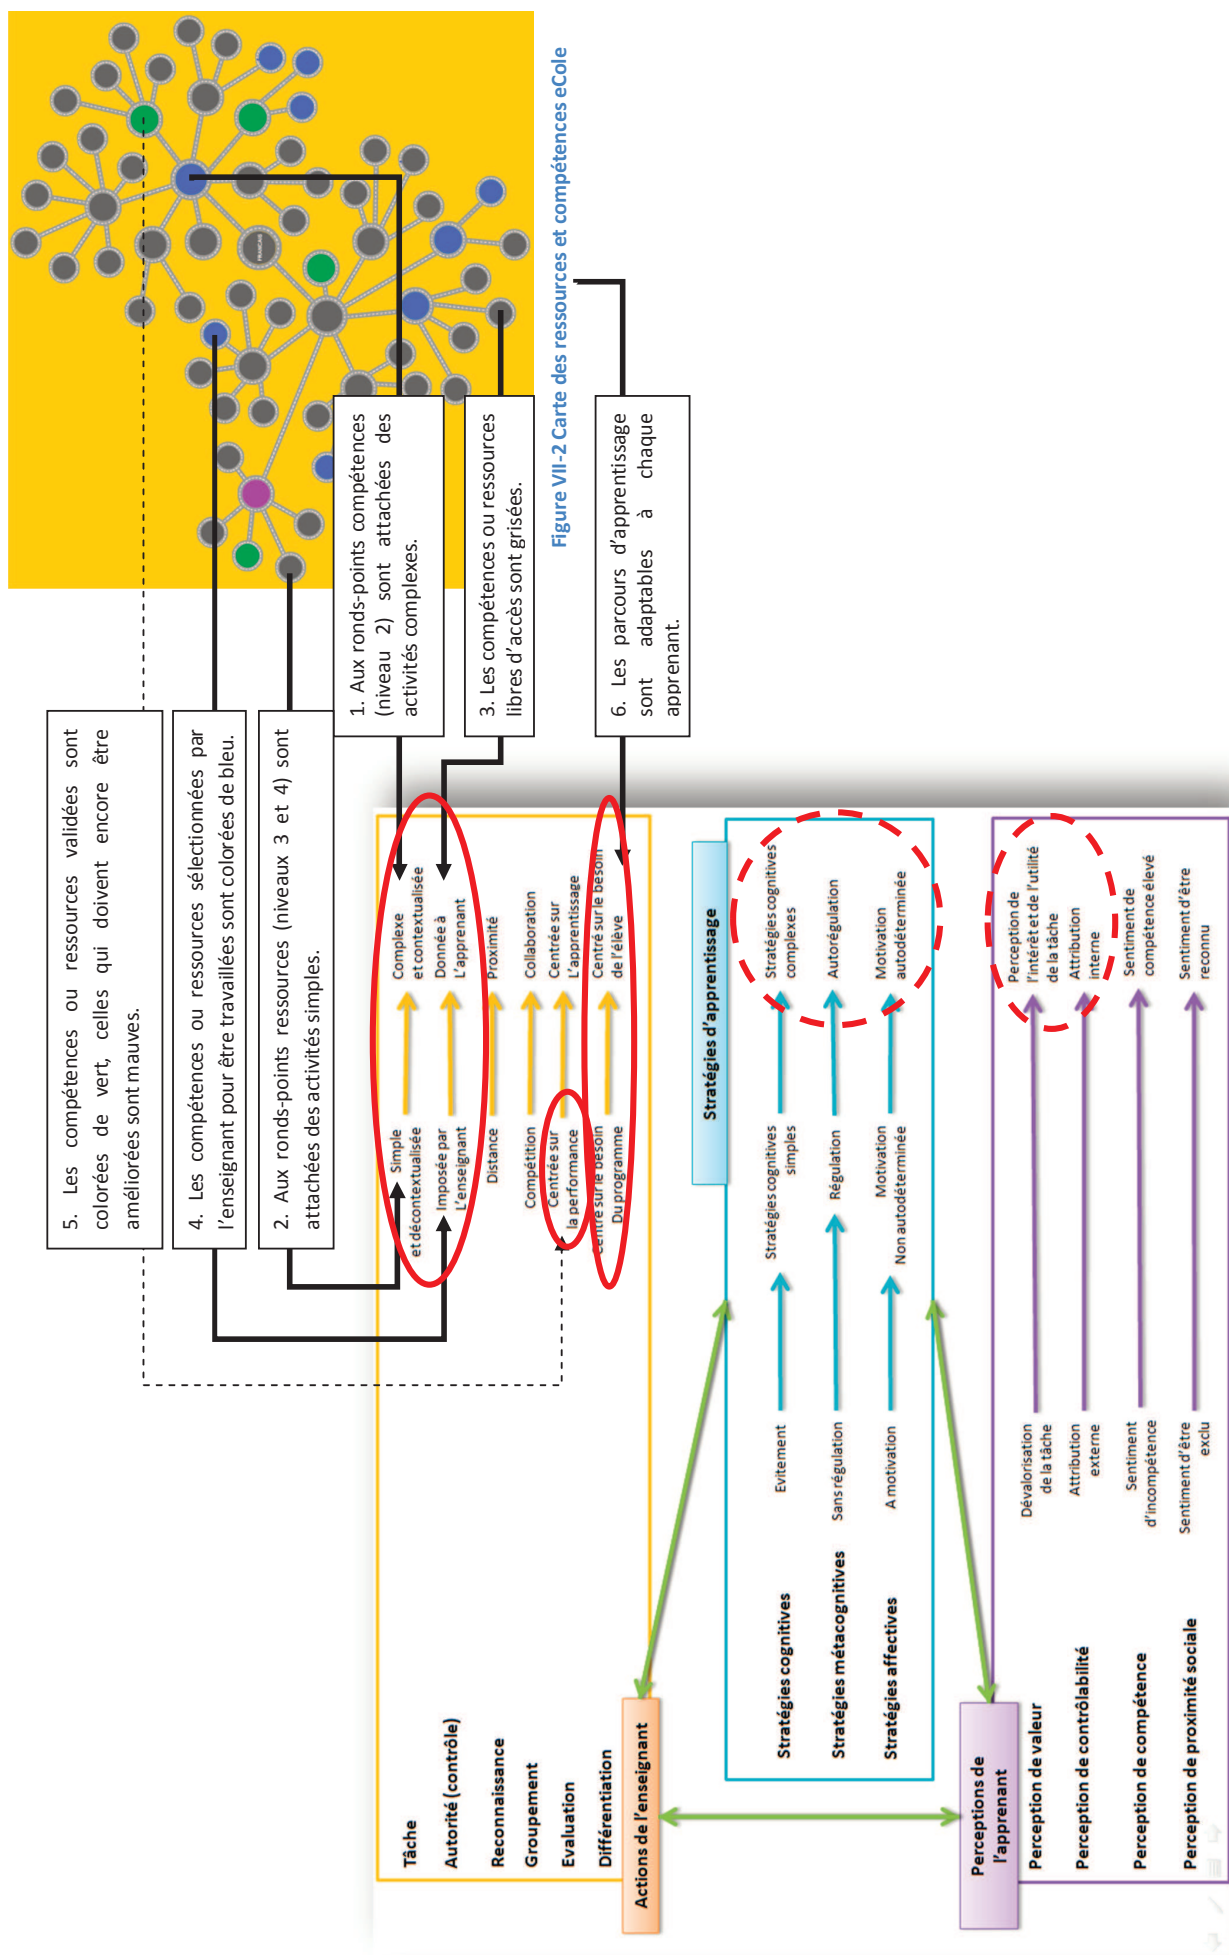 5. Les compétences ou ressources validées sont
colorées de vert, celles qui doivent encore être
améliorées sont mauves.
4. Les compétences ou ressources sélectionnées par
l'enseignant pour être travaillées sont colorées de bleu.
2. Aux ronds-points ressources (niveaux 3 et 4) sont
attachées des activités simples.
1. Aux ronds-points compétences
(niveau 2) sont attachées des
activités complexes.
3. Les compétences ou ressources
libres d'accès sont grisées.
6. Les parcours d'apprentissage
sont adaptables à chaque
apprenant.
FRANCAIS
Figure VII-2 Carte des ressources et compétences eCole
Tâche
Simple
et décontextualisée
Complexe
et contextualisée
Autorité (contrôle)
Imposée par
L'enseignant
Donnée à
L'apprenant
Reconnaissance
Distance
Proximité
Groupement
Compétition
Collaboration
Evaluation
Centrée sur
la performance
Centrée sur
L'apprentissage
Différentiation
Centré sur le besoin
Du programme
Centré sur le besoin
de l'élève
Actions de l'enseignant
Stratégies d'apprentissage
Stratégies cognitives
Evitement
Stratégies cognitives
simples
Stratégies cognitives
complexes
Stratégies métacognitives
Sans régulation
Régulation
Autorégulation
Stratégies affectives
A motivation
Motivation
Non autodéterminée
Motivation
autodéterminée
Perceptions de
l'apprenant
Perception de valeur
Dévalorisation
de la tâche
Perception de
l'intérêt et de l'utilité
de la tâche
Perception de contrôlabilité
Attribution
externe
Attribution
interne
Perception de compétence
Sentiment
d'incompétence
Sentiment de
compétence élevé
Perception de proximité sociale
Sentiment d'être
exclu
Sentiment d'être
reconnu